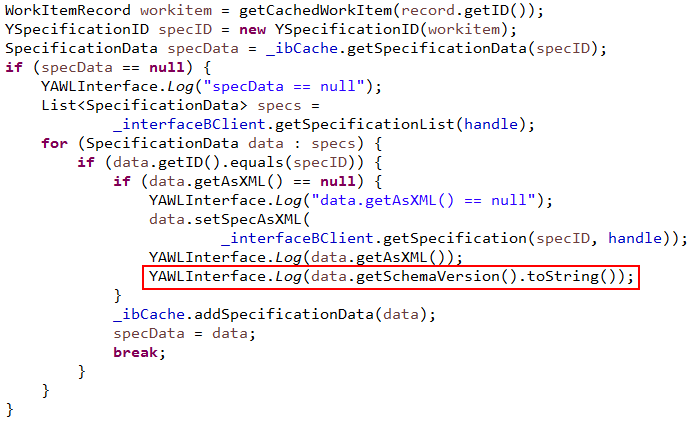 WorkItemRecord workitem = getCachedWorkItem(record.getID());
YSpecificationID specID = new YSpecificationID(workitem);
SpecificationData specData = _ibCache.getSpecificationData(specID);
if (specData == null) {
    YAWLInterface.Log("specData == null");
    List<SpecificationData> specs =
            _interfaceBClient.getSpecificationList(handle);
    for (SpecificationData data : specs) {
        if (data.getID().equals(specID)) {
            if (data.getAsXML() == null) {
                YAWLInterface.Log("data.getAsXML() == null");
                data.setSpecAsXML(
                        _interfaceBClient.getSpecification(specID, handle));
                YAWLInterface.Log(data.getAsXML());
                YAWLInterface.Log(data.getSchemaVersion().toString());
            }
            _ibCache.addSpecificationData(data);
            specData = data;
            break;
        }
    }
}